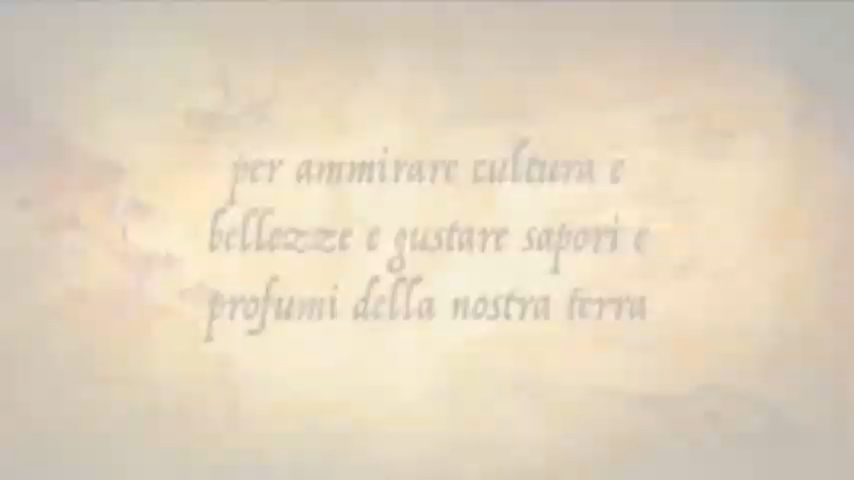 per ammirare cultura e
bellezze e gustare sapori e
profumi della nostra terra